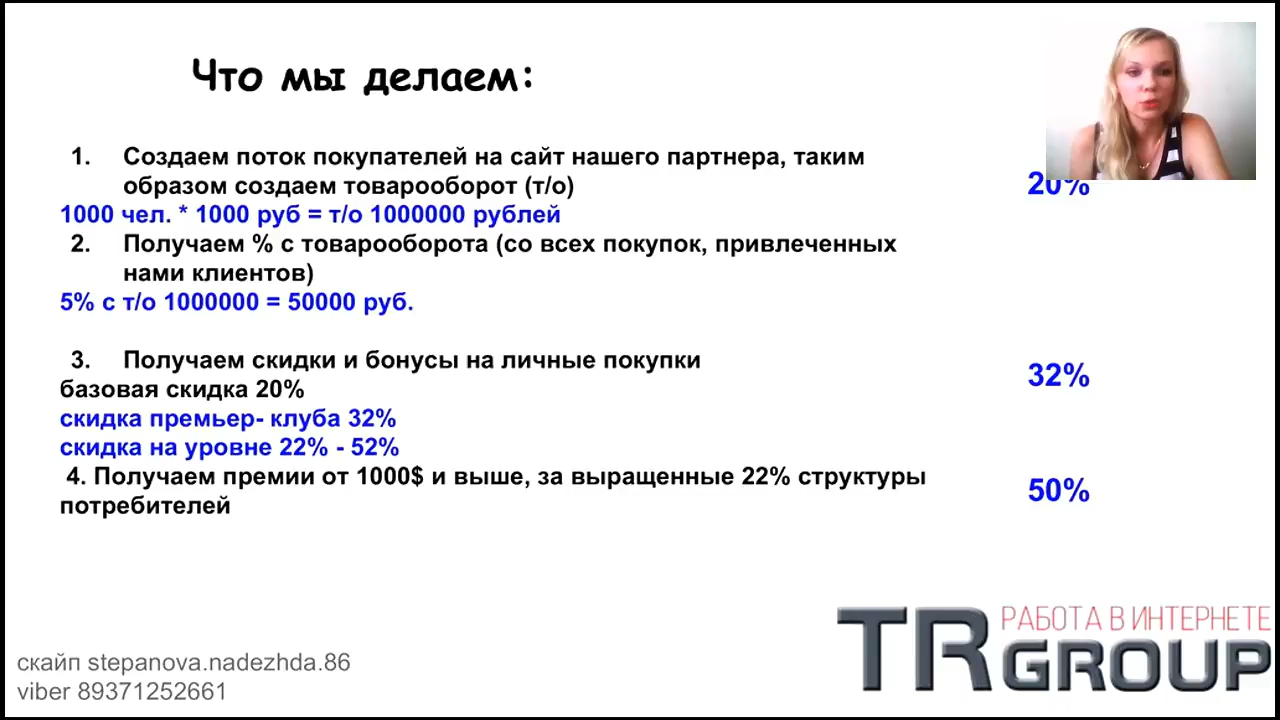 Что мы делаем:
1. Создаем поток покупателей на сайт нашего партнера, таким
образом создаем товарооборот (т/о)
20%
1000 чел. * 1000 руб = т/о 1000000 рублей
2. Получаем % с товарооборота (со всех покупок, привлеченных
нами клиентов)
5% с т/о 1000000 = 50000 руб.
3. Получаем скидки и бонусы на личные покупки
32%
базовая скидка 20%
скидка премьер- клуба 32%
скидка на уровне 22% - 52%
4. Получаем премии от 1000$ и выше, за выращенные 22% структуры
50%
потребителей
TR GROUP
РАБОТА В ИНТЕРНЕТЕ
скайп stepanova.nadezhda.86
viber 89371252661